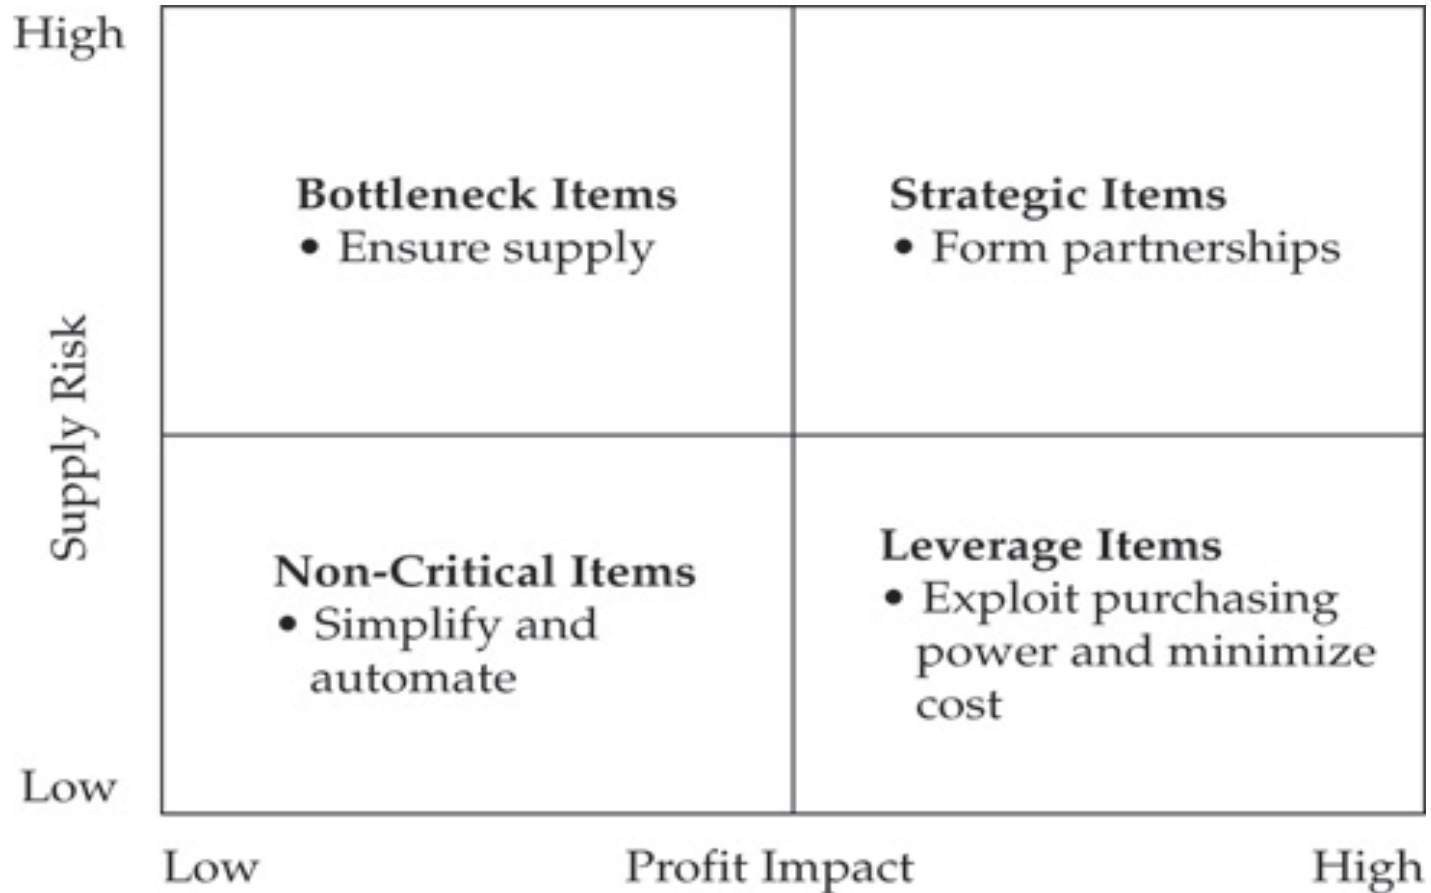 High
Bottleneck Items
• Ensure supply
Strategic Items
• Form partnerships
Supply Risk
Non-Critical Items
• Simplify and
automate
Leverage Items
• Exploit purchasing
power and minimize
cost
Low
Low
Profit Impact
High